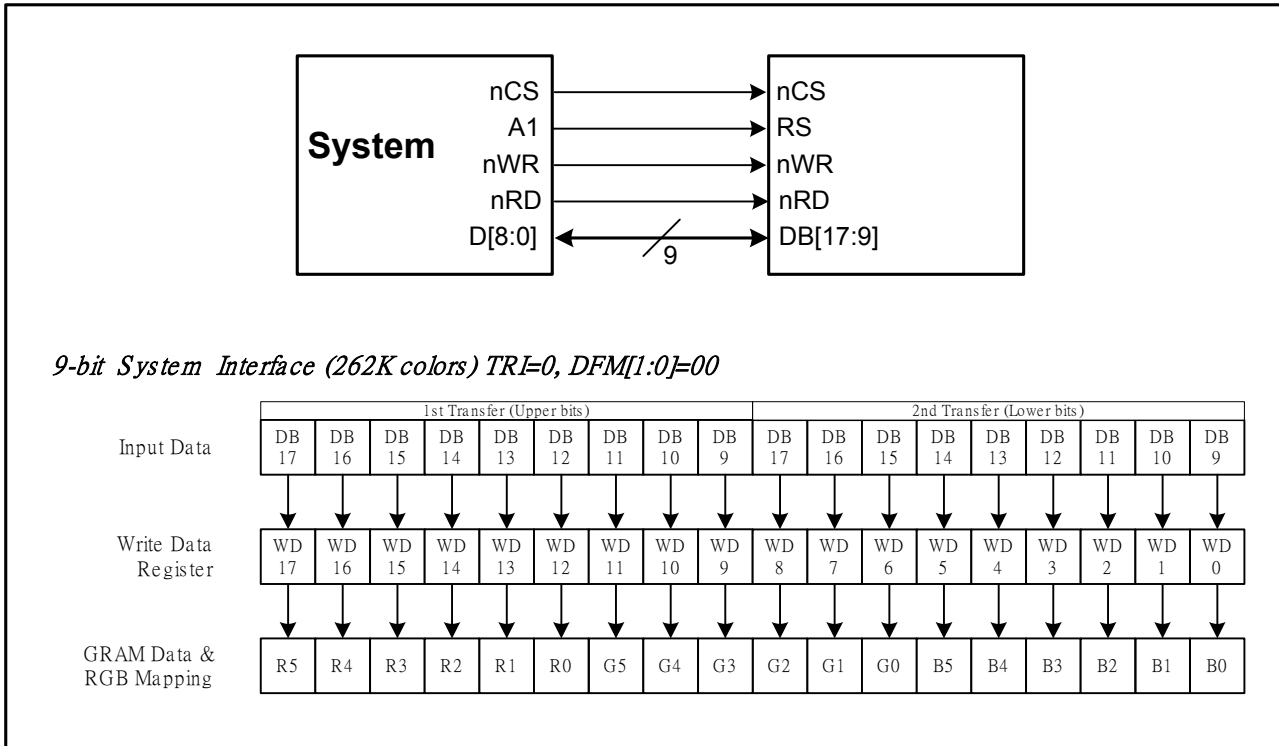 nCS nCS
A1 RS
System
nWR nWR
nRD nRD
D[8:0] DB[17:9]
9
9-bit System Interface (262K colors) TRI=0, DFM[1:0]=00
1st Transfer (Upper bits) 2nd Transfer (Lower bits)
Input Data DB DB DB DB DB DB DB DB DB DB DB DB DB DB DB DB DB DB
17 16 15 14 13 12 11 10 9 17 16 15 14 13 12 11 10 9
Write Data WD WD WD WD WD WD WD WD WD WD WD WD WD WD WD WD WD WD
Register 17 16 15 14 13 12 11 10 9 8 7 6 5 4 3 2 1 0
GRAM Data &
RGB Mapping R5 R4 R3 R2 R1 R0 G5 G4 G3 G2 G1 G0 B5 B4 B3 B2 B1 B0